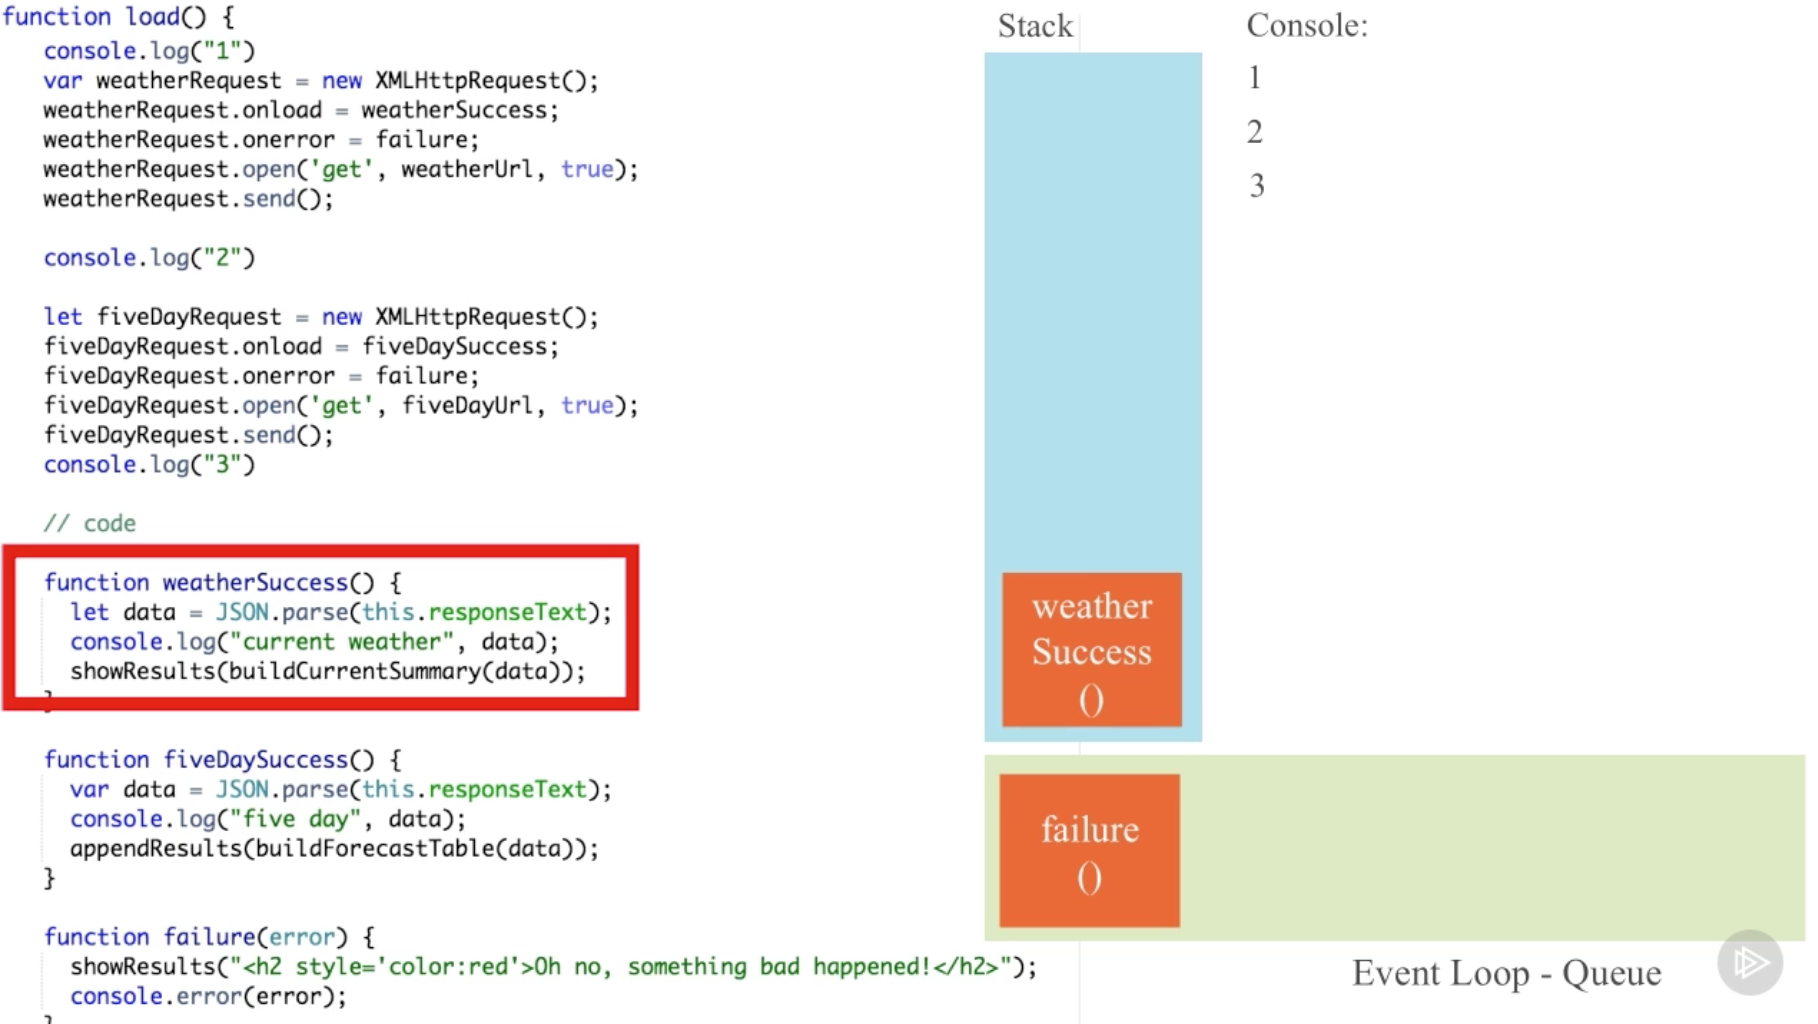 function load() {
console.log("1")
var weatherRequest = new XMLHttpRequest();
weatherRequest.onload = weatherSuccess;
weatherRequest.onerror = failure;
weatherRequest.open('get', weatherUrl, true);
weatherRequest.send();
console.log("2")
let fiveDayRequest = new XMLHttpRequest();
fiveDayRequest.onload = fiveDaySuccess;
fiveDayRequest.onerror = failure;
fiveDayRequest.open('get', fiveDayUrl, true);
fiveDayRequest.send();
console.log("3")
// code
function weatherSuccess() {
let data = JSON.parse(this.responseText);
console.log("current weather", data);
showResults(buildCurrentSummary(data));
}
function fiveDaySuccess() {
var data = JSON.parse(this.responseText);
console.log("five day", data);
appendResults(buildForecastTable(data));
}
function failure(error) {
showResults("<h2 style='color:red'>Oh no, something bad happened!</h2>");
console.error(error);
}
Stack
weather
Success
()
failure
()
Event Loop - Queue
Console:
1
2
3